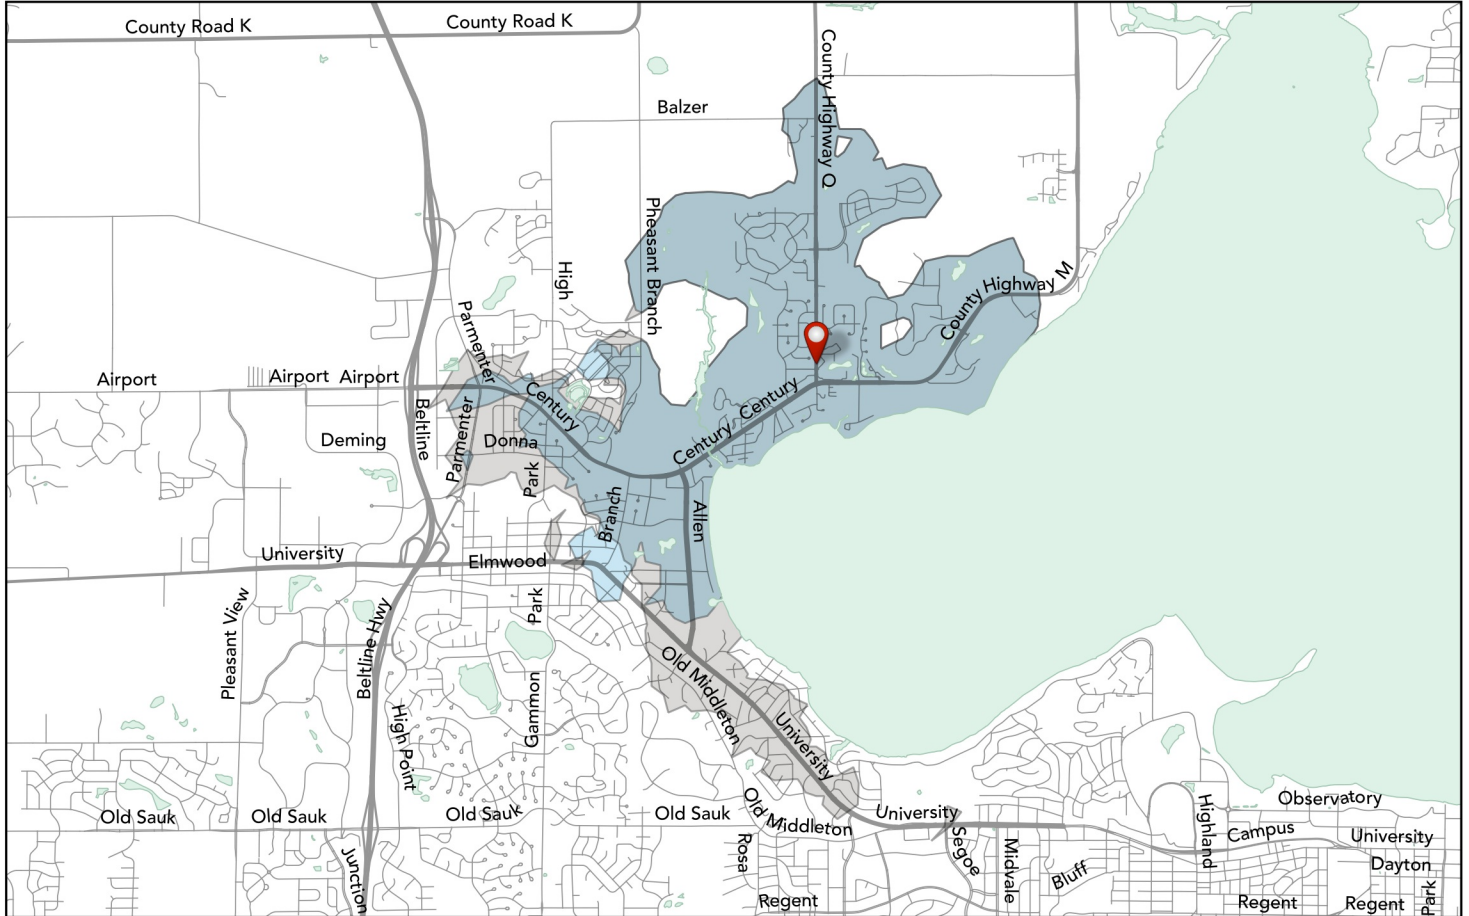 County Road K
County Road K
County Highway Q
Balzer
Pheasant Branch
High
County Highway M
Parmenter
Airport
Airport
Airport
Century
Century
Century
Beltline
Parmenter
Deming
Donna
Park
Branch
Allen
University
Elmwood
Pleasant View
Beltline Hwy
Park
Old Middleton
Gammon
High Point
University
Old Sauk
Old Sauk
Old Sauk
Old Sauk
Old Middleton
University
Observatory
Highland
Campus
University
Junction
Rosa
Segoe
Midvale
Bluff
Dayton
Regent
Regent
Regent
Park